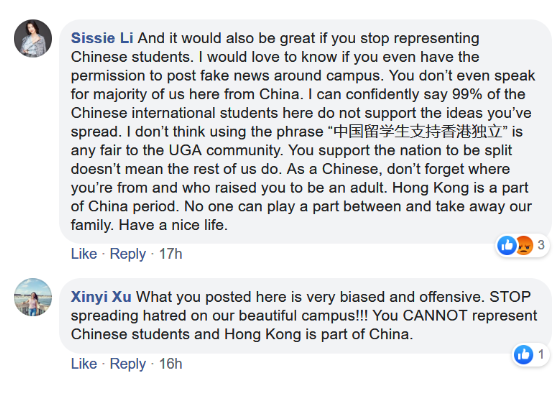 Sissie Li And it would also be great if you stop representing
Chinese students. I would love to know if you even have the
permission to post fake news around campus. You don't even speak
for majority of us here from China. I can confidently say 99% of the
Chinese international students here do not support the ideas you've
spread. I don't think using the phrase “中国留学生支持香港独立” is
any fair to the UGA community. You support the nation to be split
doesn't mean the rest of us do. As a Chinese, don't forget where
you're from and who raised you to be an adult. Hong Kong is a part
of China period. No one can play a part between and take away our
family. Have a nice life.
3
Like · Reply · 17h
Xinyi Xu What you posted here is very biased and offensive. STOP
spreading hatred on our beautiful campus!!! You CANNOT represent
Chinese students and Hong Kong is part of China.
1
Like · Reply · 16h